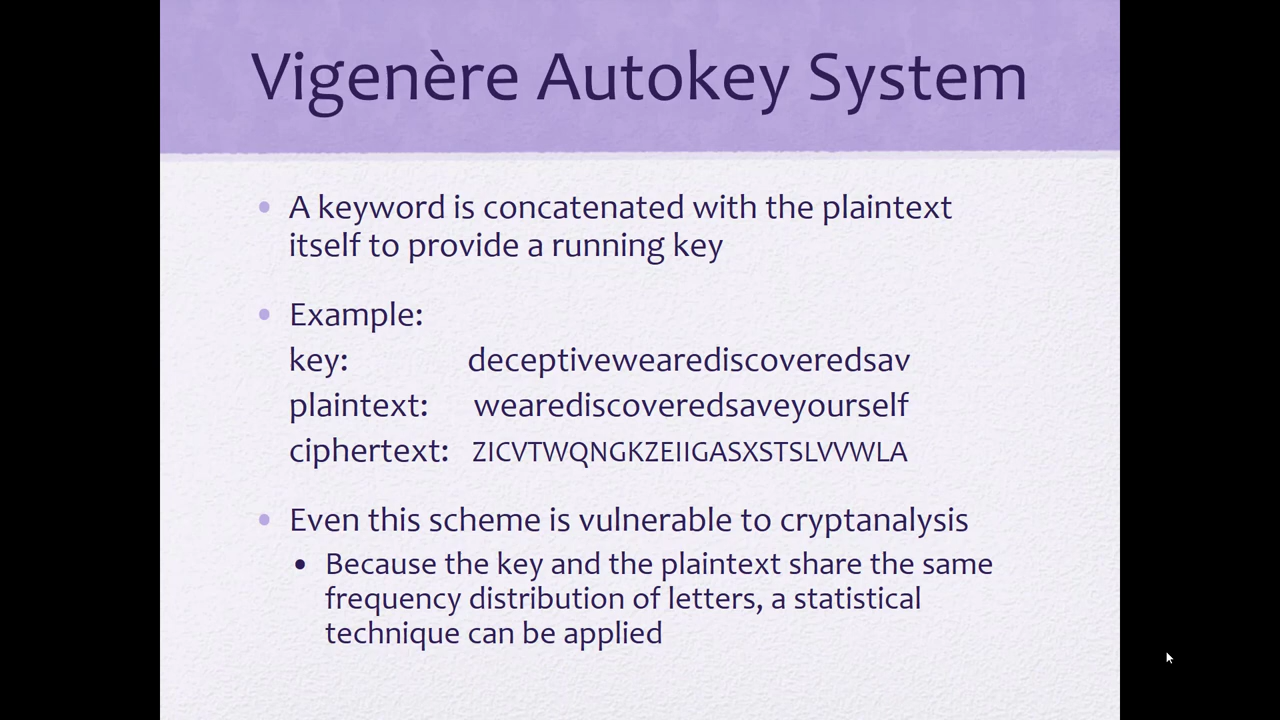 Vigenère Autokey System
• A keyword is concatenated with the plaintext
itself to provide a running key
• Example:
key: deceptivewearediscoveredsav
plaintext: wearediscoveredsaveyourself
ciphertext: ZICVTWQNGKZEIIGASXSTSLVVWLA
• Even this scheme is vulnerable to cryptanalysis
• Because the key and the plaintext share the same
frequency distribution of letters, a statistical
technique can be applied